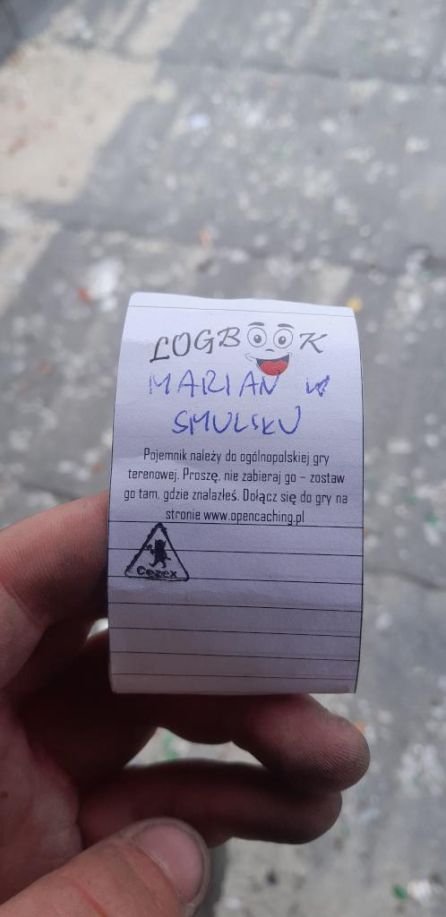 LOGBOOK
MARIAN W
SMULSKU
Pojemnik należy do ogólnopolskiej gry
terenowej. Proszę, nie zabieraj go – zostaw
go tam, gdzie znalazłeś. Dołącz się do gry na
stronie www.opencaching.pl
Cezex